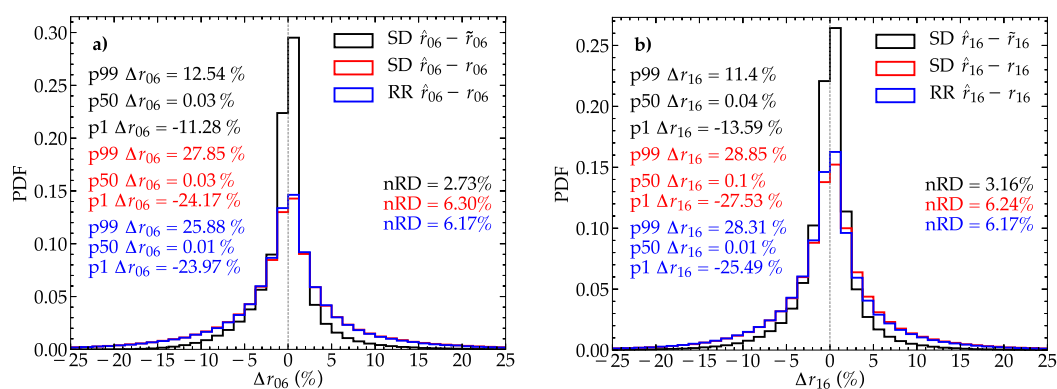 a)
SD r̂06 − r̃06
SD r̂06 − r06
RR r̂06 − r06
p99 Δr06 = 12.54 %
p50 Δr06 = 0.03 %
p1 Δr06 = -11.28 %
p99 Δr06 = 27.85 %
p50 Δr06 = 0.03 %
p1 Δr06 = -24.17 %
p99 Δr06 = 25.88 %
p50 Δr06 = 0.01 %
p1 Δr06 = -23.97 %
nRD = 2.73%
nRD = 6.30%
nRD = 6.17%
PDF
0.30
0.25
0.20
0.15
0.10
0.05
0.00
−25 −20 −15 −10 −5 0 5 10 15 20 25
Δr06 (%)
b)
SD r̂16 − r̃16
SD r̂16 − r16
RR r̂16 − r16
p99 Δr16 = 11.4 %
p50 Δr16 = 0.04 %
p1 Δr16 = -13.59 %
p99 Δr16 = 28.85 %
p50 Δr16 = 0.1 %
p1 Δr16 = -27.53 %
p99 Δr16 = 28.31 %
p50 Δr16 = 0.01 %
p1 Δr16 = -25.49 %
nRD = 3.16%
nRD = 6.24%
nRD = 6.17%
PDF
0.25
0.20
0.15
0.10
0.05
0.00
−25 −20 −15 −10 −5 0 5 10 15 20 25
Δr16 (%)